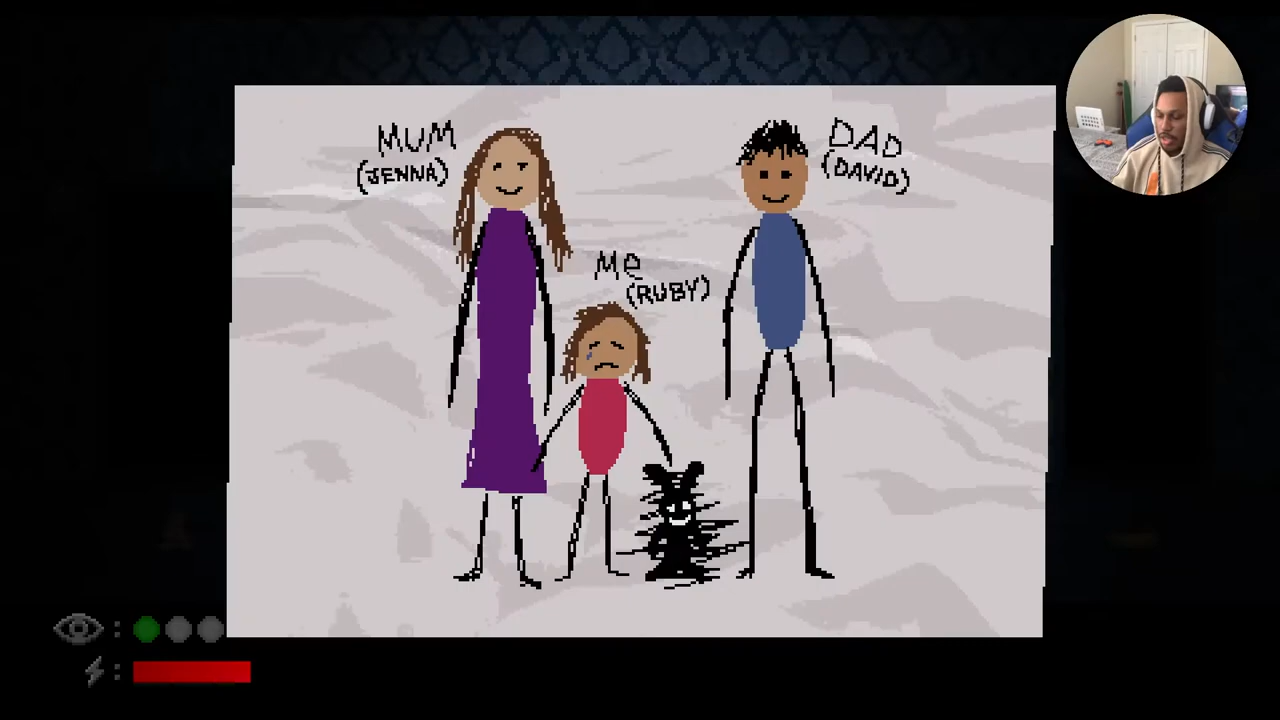 MUM
(JENNA)
DAD
(DAVID)
Me
(RUBY)